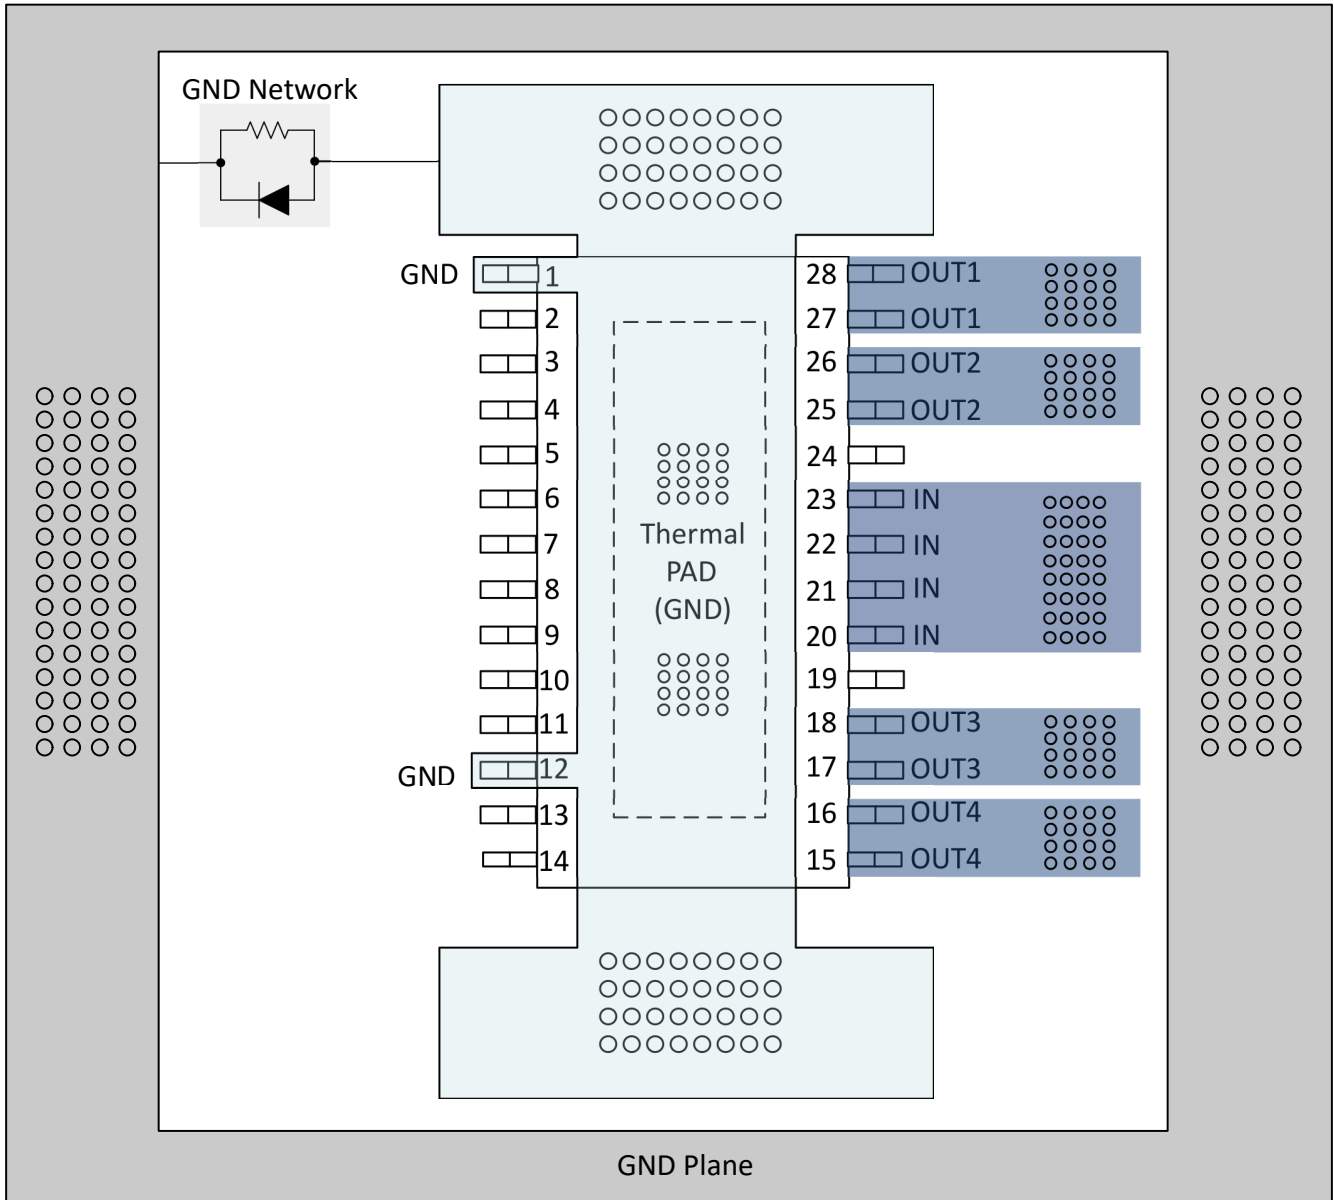 GND Network
GND 1 28 OUT1
2 27 OUT1
3 26 OUT2
4 25 OUT2
5 24
6 23 IN
7 22 IN
8 21 IN
9 20 IN
10 19
11 18 OUT3
GND 12 17 OUT3
13 16 OUT4
14 15 OUT4
Thermal
PAD
(GND)
GND Plane